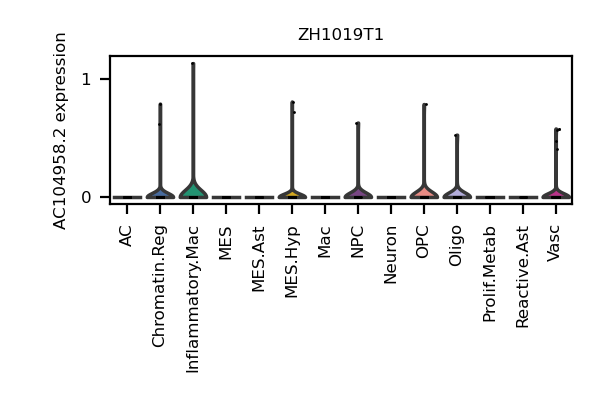 ZH1019T1
AC104958.2 expression
1
0
AC
Chromatin.Reg
Inflammatory.Mac
MES
MES.Ast
MES.Hyp
Mac
NPC
Neuron
OPC
Oligo
Prolif.Metab
Reactive.Ast
Vasc